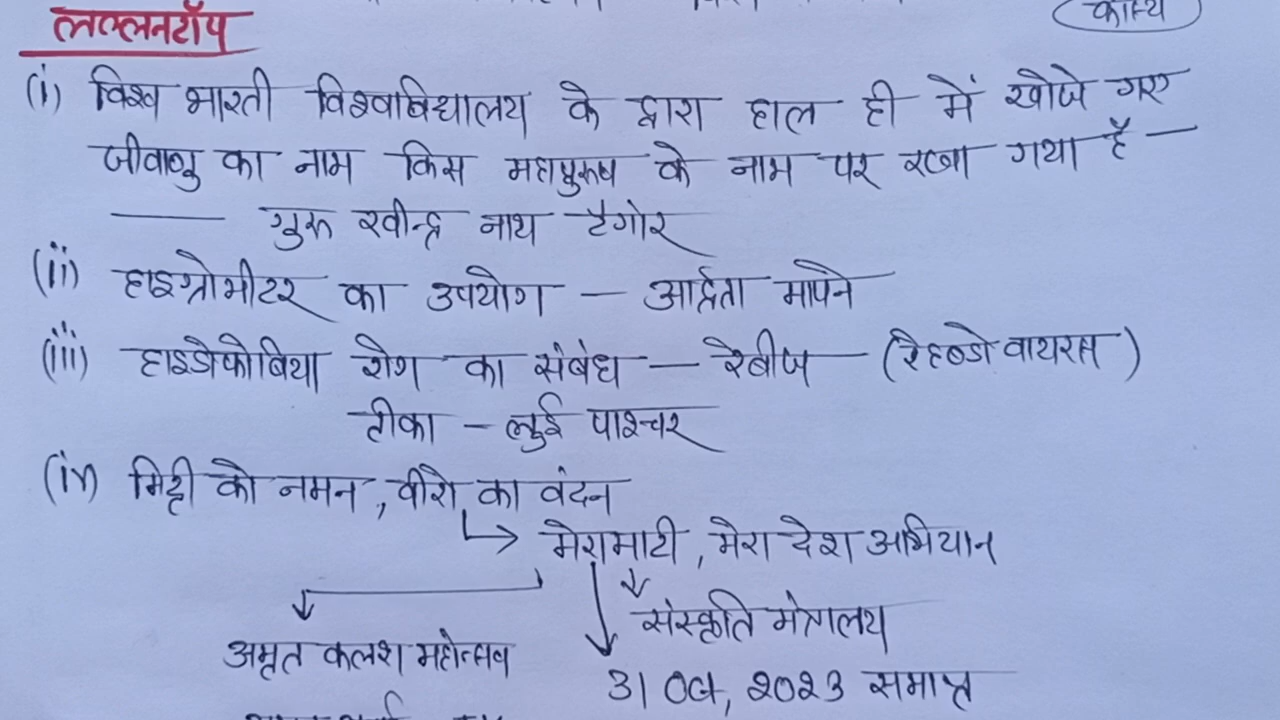 कांस्य
लल्लनटॉप
(i) विश्व भारती विश्वविद्यालय के द्वारा हाल ही में खोजे गए
जीवाणु का नाम किस महापुरुष के नाम पर रखा गया है —
—— गुरु रवीन्द्र नाथ टैगोर
(ii) हाइग्रोमीटर का उपयोग — आर्द्रता मापने
(iii) हाइड्रोफोबिया रोग का संबंध — रेबीज — (रेहब्डो वायरस)
टीका — लुई पाश्चर
(iv) मिट्टी को नमन, वीरो का वंदन
↳ मेरा माटी, मेरा देश अभियान
संस्कृति मंत्रालय
अमृत कलश महोत्सव
31 Oct, 2023 समाप्त